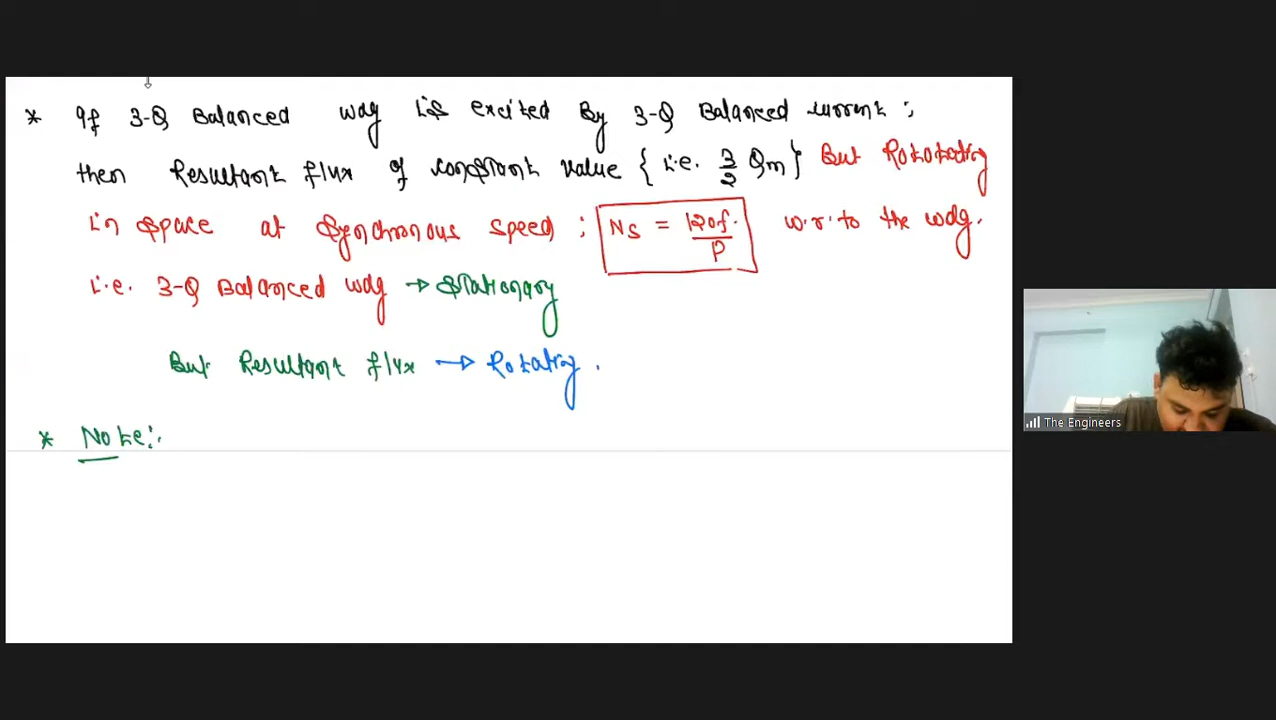 * If 3-Φ Balanced wdg is excited By 3-Φ Balanced current ;
then Resultant flux of constant value { i.e. 3/2 Φm} But Rototating
in space at Synchronous speed ; Ns = 120f/P w.r.to the wdg.
i.e. 3-Φ Balanced wdg → Stationary
But Resultant flux → Rotating .
* Note:-
The Engineers